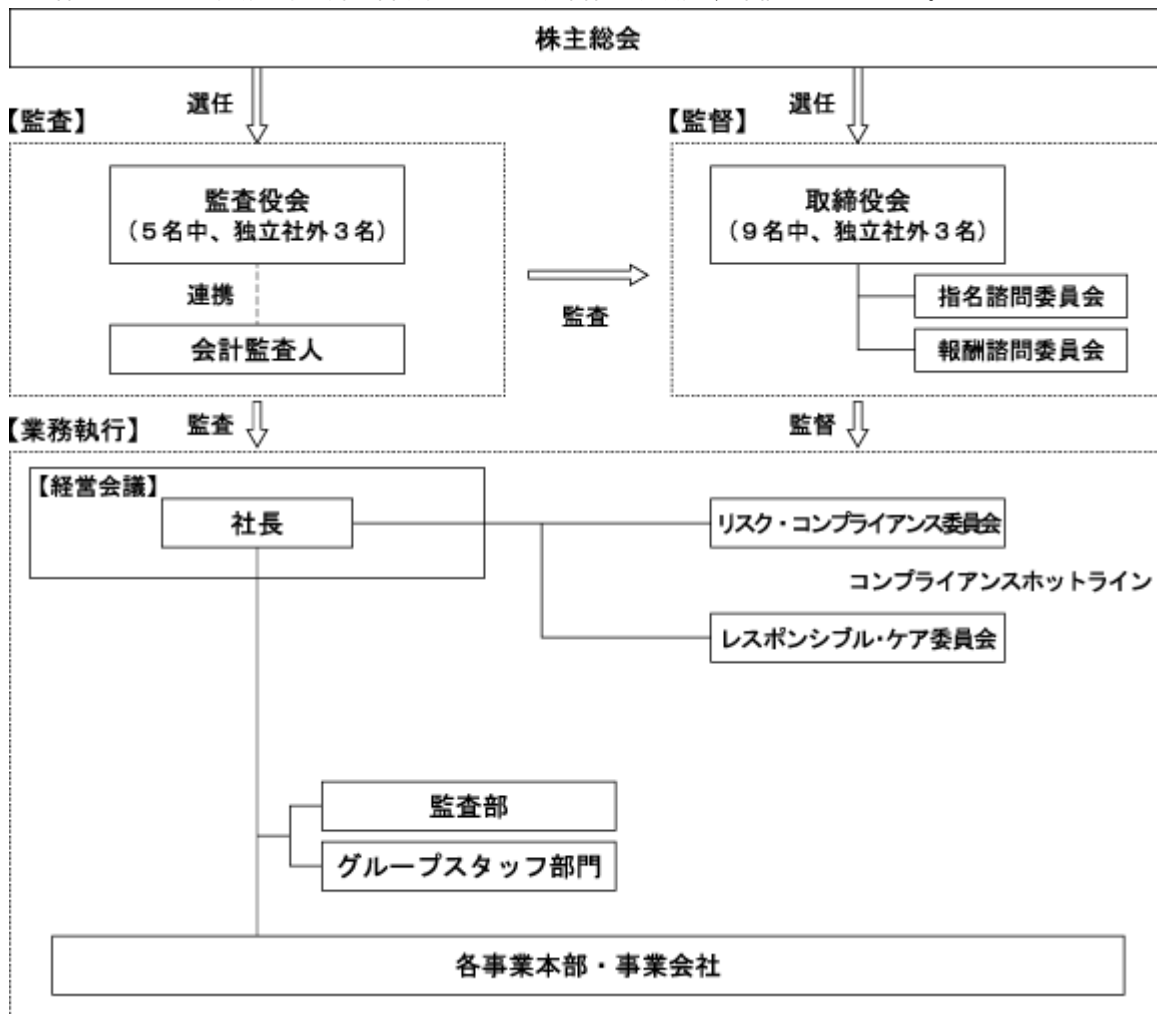 株主総会
選任
選任
【監査】
【監督】
監査役会
（５名中、独立社外３名）
取締役会
（９名中、独立社外３名）
連携
指名諮問委員会
監査
会計監査人
報酬諮問委員会
【業務執行】
監査
監督
【経営会議】
社長
リスク・コンプライアンス委員会
コンプライアンスホットライン
レスポンシブル・ケア委員会
監査部
グループスタッフ部門
各事業本部・事業会社